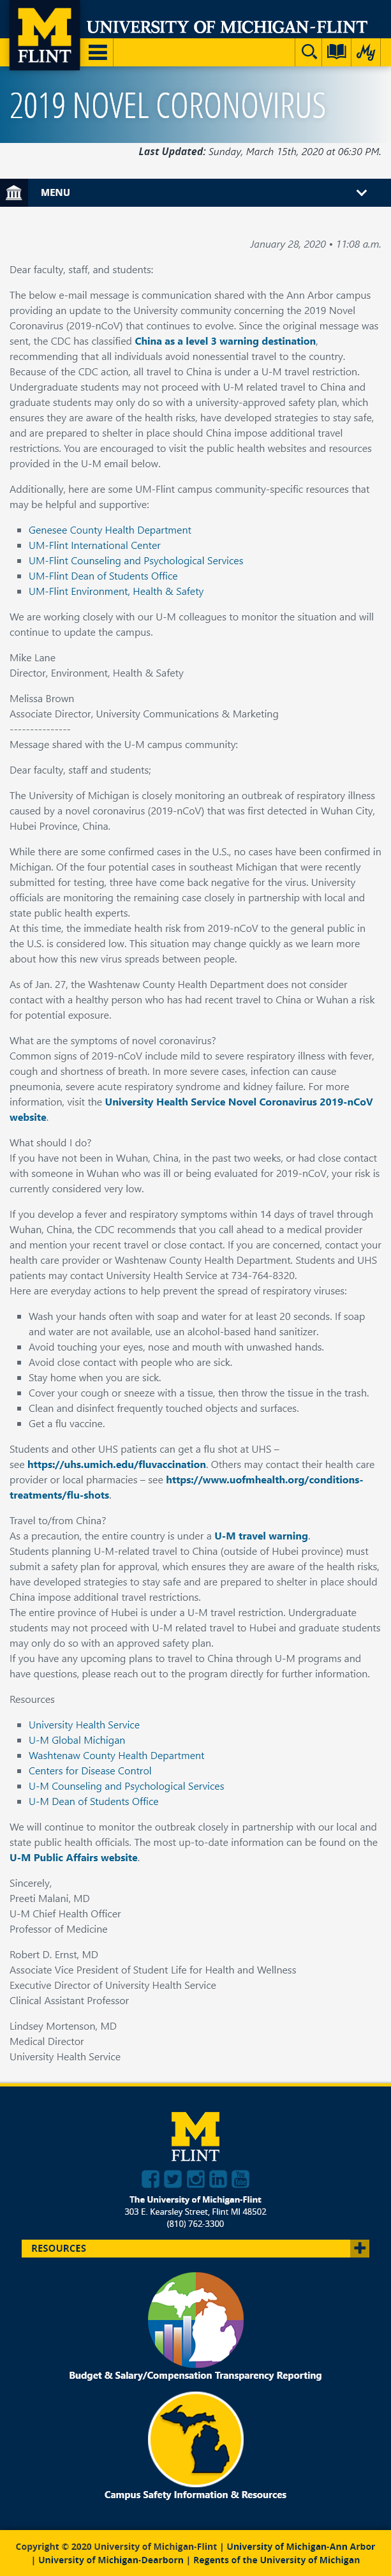 M
FLINT
UNIVERSITY OF MICHIGAN-FLINT
My
2019 NOVEL CORONOVIRUS
Last Updated: Sunday, March 15th, 2020 at 06:30 PM.
MENU
January 28, 2020 • 11:08 a.m.
Dear faculty, staff, and students:
The below e-mail message is communication shared with the Ann Arbor campus
providing an update to the University community concerning the 2019 Novel
Coronavirus (2019-nCoV) that continues to evolve. Since the original message was
sent, the CDC has classified China as a level 3 warning destination,
recommending that all individuals avoid nonessential travel to the country.
Because of the CDC action, all travel to China is under a U-M travel restriction.
Undergraduate students may not proceed with U-M related travel to China and
graduate students may only do so with a university-approved safety plan, which
ensures they are aware of the health risks, have developed strategies to stay safe,
and are prepared to shelter in place should China impose additional travel
restrictions. You are encouraged to visit the public health websites and resources
provided in the U-M email below.
Additionally, here are some UM-Flint campus community-specific resources that
may be helpful and supportive:
▪ Genesee County Health Department
▪ UM-Flint International Center
▪ UM-Flint Counseling and Psychological Services
▪ UM-Flint Dean of Students Office
▪ UM-Flint Environment, Health & Safety
We are working closely with our U-M colleagues to monitor the situation and will
continue to update the campus.
Mike Lane
Director, Environment, Health & Safety
Melissa Brown
Associate Director, University Communications & Marketing
---------------
Message shared with the U-M campus community:
Dear faculty, staff and students;
The University of Michigan is closely monitoring an outbreak of respiratory illness
caused by a novel coronavirus (2019-nCoV) that was first detected in Wuhan City,
Hubei Province, China.
While there are some confirmed cases in the U.S., no cases have been confirmed in
Michigan. Of the four potential cases in southeast Michigan that were recently
submitted for testing, three have come back negative for the virus. University
officials are monitoring the remaining case closely in partnership with local and
state public health experts.
At this time, the immediate health risk from 2019-nCoV to the general public in
the U.S. is considered low. This situation may change quickly as we learn more
about how this new virus spreads between people.
As of Jan. 27, the Washtenaw County Health Department does not consider
contact with a healthy person who has had recent travel to China or Wuhan a risk
for potential exposure.
What are the symptoms of novel coronavirus?
Common signs of 2019-nCoV include mild to severe respiratory illness with fever,
cough and shortness of breath. In more severe cases, infection can cause
pneumonia, severe acute respiratory syndrome and kidney failure. For more
information, visit the University Health Service Novel Coronavirus 2019-nCoV
website.
What should I do?
If you have not been in Wuhan, China, in the past two weeks, or had close contact
with someone in Wuhan who was ill or being evaluated for 2019-nCoV, your risk is
currently considered very low.
If you develop a fever and respiratory symptoms within 14 days of travel through
Wuhan, China, the CDC recommends that you call ahead to a medical provider
and mention your recent travel or close contact. If you are concerned, contact your
health care provider or Washtenaw County Health Department. Students and UHS
patients may contact University Health Service at 734-764-8320.
Here are everyday actions to help prevent the spread of respiratory viruses:
▪ Wash your hands often with soap and water for at least 20 seconds. If soap
and water are not available, use an alcohol-based hand sanitizer.
▪ Avoid touching your eyes, nose and mouth with unwashed hands.
▪ Avoid close contact with people who are sick.
▪ Stay home when you are sick.
▪ Cover your cough or sneeze with a tissue, then throw the tissue in the trash.
▪ Clean and disinfect frequently touched objects and surfaces.
▪ Get a flu vaccine.
Students and other UHS patients can get a flu shot at UHS –
see https://uhs.umich.edu/fluvaccination. Others may contact their health care
provider or local pharmacies – see https://www.uofmhealth.org/conditions-
treatments/flu-shots.
Travel to/from China?
As a precaution, the entire country is under a U-M travel warning.
Students planning U-M-related travel to China (outside of Hubei province) must
submit a safety plan for approval, which ensures they are aware of the health risks,
have developed strategies to stay safe and are prepared to shelter in place should
China impose additional travel restrictions.
The entire province of Hubei is under a U-M travel restriction. Undergraduate
students may not proceed with U-M related travel to Hubei and graduate students
may only do so with an approved safety plan.
If you have any upcoming plans to travel to China through U-M programs and
have questions, please reach out to the program directly for further information.
Resources
▪ University Health Service
▪ U-M Global Michigan
▪ Washtenaw County Health Department
▪ Centers for Disease Control
▪ U-M Counseling and Psychological Services
▪ U-M Dean of Students Office
We will continue to monitor the outbreak closely in partnership with our local and
state public health officials. The most up-to-date information can be found on the
U-M Public Affairs website.
Sincerely,
Preeti Malani, MD
U-M Chief Health Officer
Professor of Medicine
Robert D. Ernst, MD
Associate Vice President of Student Life for Health and Wellness
Executive Director of University Health Service
Clinical Assistant Professor
Lindsey Mortenson, MD
Medical Director
University Health Service
M
FLINT
The University of Michigan-Flint
303 E. Kearsley Street, Flint MI 48502
(810) 762-3300
RESOURCES
Budget & Salary/Compensation Transparency Reporting
Campus Safety Information & Resources
Copyright © 2020 University of Michigan-Flint | University of Michigan-Ann Arbor
| University of Michigan-Dearborn | Regents of the University of Michigan